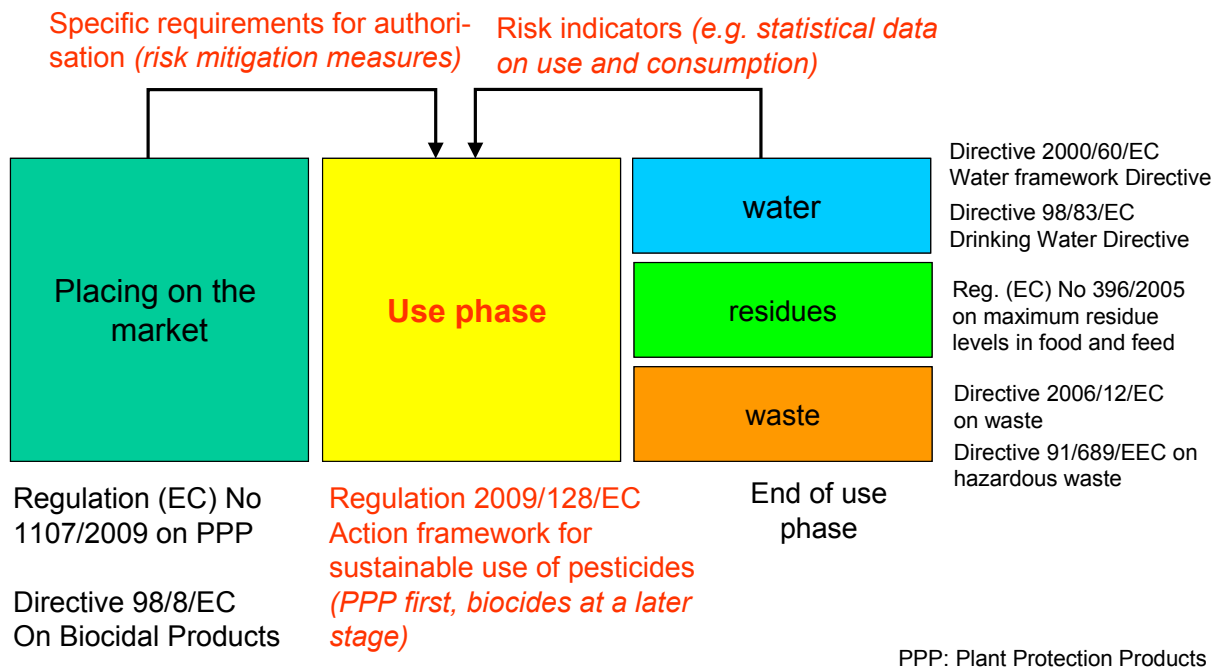 Specific requirements for authori-
sation (risk mitigation measures)
Risk indicators (e.g. statistical data
on use and consumption)
Placing on the
market
Use phase
water
residues
waste
Directive 2000/60/EC
Water framework Directive
Directive 98/83/EC
Drinking Water Directive
Reg. (EC) No 396/2005
on maximum residue
levels in food and feed
Directive 2006/12/EC
on waste
Directive 91/689/EEC on
hazardous waste
Regulation (EC) No
1107/2009 on PPP
Directive 98/8/EC
On Biocidal Products
Regulation 2009/128/EC
Action framework for
sustainable use of pesticides
(PPP first, biocides at a later
stage)
End of use
phase
PPP: Plant Protection Products